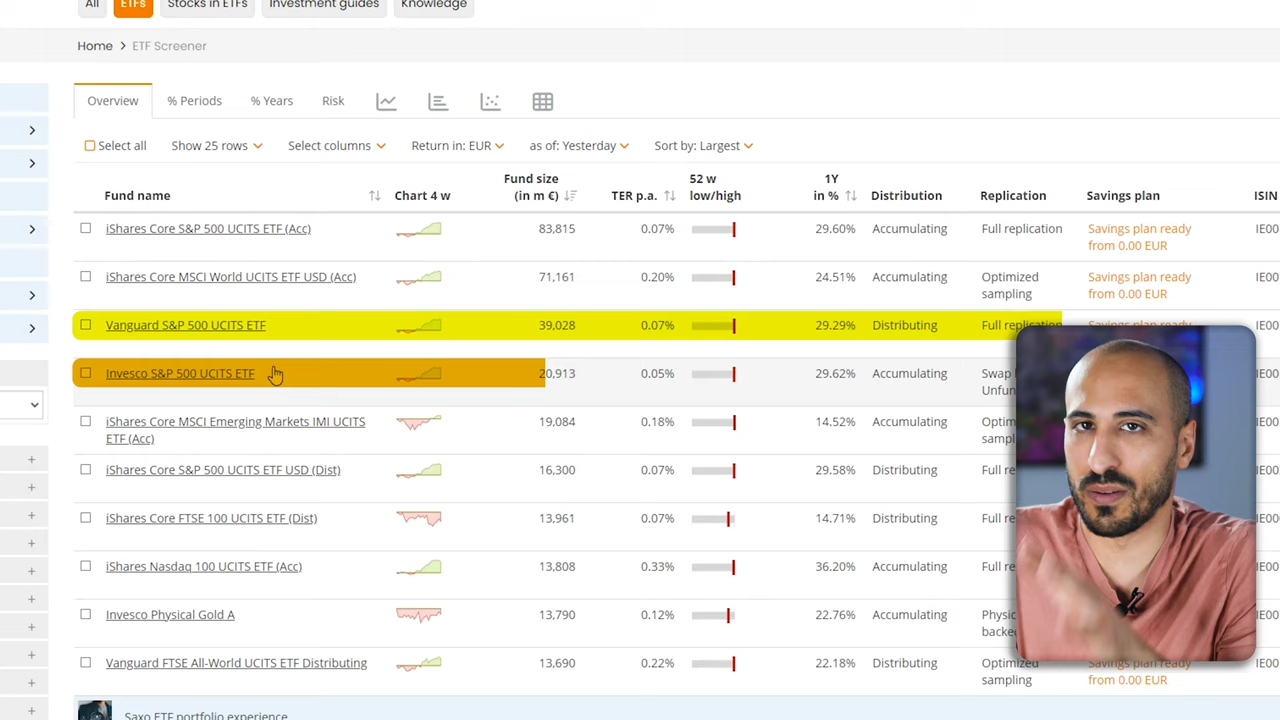 All ETFs Stocks in ETFs Investment guides Knowledge
Home > ETF Screener
Overview % Periods % Years Risk
Select all Show 25 rows Select columns Return in: EUR as of: Yesterday Sort by: Largest
Fund name Chart 4 w Fund size (in m €) TER p.a. 52 w low/high 1Y in % Distribution Replication Savings plan ISIN
iShares Core S&P 500 UCITS ETF (Acc) 83,815 0.07% 29.60% Accumulating Full replication Savings plan ready IE00
from 0.00 EUR
iShares Core MSCI World UCITS ETF USD (Acc) 71,161 0.20% 24.51% Accumulating Optimized Savings plan ready IE00
sampling from 0.00 EUR
Vanguard S&P 500 UCITS ETF 39,028 0.07% 29.29% Distributing Full replication Savings plan ready IE00
Invesco S&P 500 UCITS ETF 20,913 0.05% 29.62% Accumulating Swap IE00
Unfun
iShares Core MSCI Emerging Markets IMI UCITS 19,084 0.18% 14.52% Accumulating Optim IE00
ETF (Acc) sampl
iShares Core S&P 500 UCITS ETF USD (Dist) 16,300 0.07% 29.58% Distributing Full re IE00
iShares Core FTSE 100 UCITS ETF (Dist) 13,961 0.07% 14.71% Distributing Full re IE00
iShares Nasdaq 100 UCITS ETF (Acc) 13,808 0.33% 36.20% Accumulating Full re IE00
Invesco Physical Gold A 13,790 0.12% 22.76% Accumulating Physic IE00
backe
Vanguard FTSE All-World UCITS ETF Distributing 13,690 0.22% 22.18% Distributing Optimized Savings plan ready IE00
sampling from 0.00 EUR
Saxo ETF portfolio experience